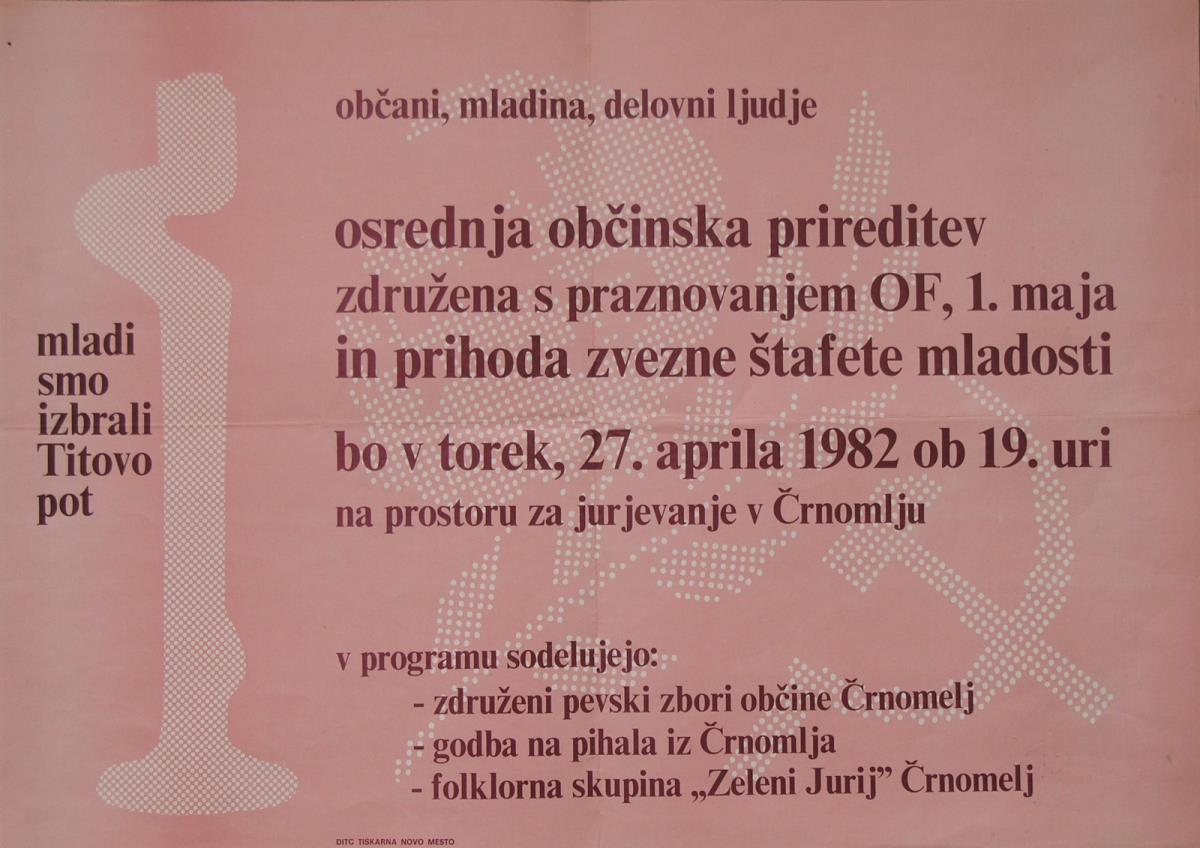 občani, mladina, delovni ljudje
osrednja občinska prireditev
združena s praznovanjem OF, 1. maja
in prihoda zvezne štafete mladosti
bo v torek, 27. aprila 1982 ob 19. uri
na prostoru za jurjevanje v Črnomlju
mladi
smo
izbrali
Titovo
pot
v programu sodelujejo:
- združeni pevski zbori občine Črnomelj
- godba na pihala iz Črnomlja
- folklorna skupina „Zeleni Jurij” Črnomelj
DITC TISKARNA NOVO MESTO